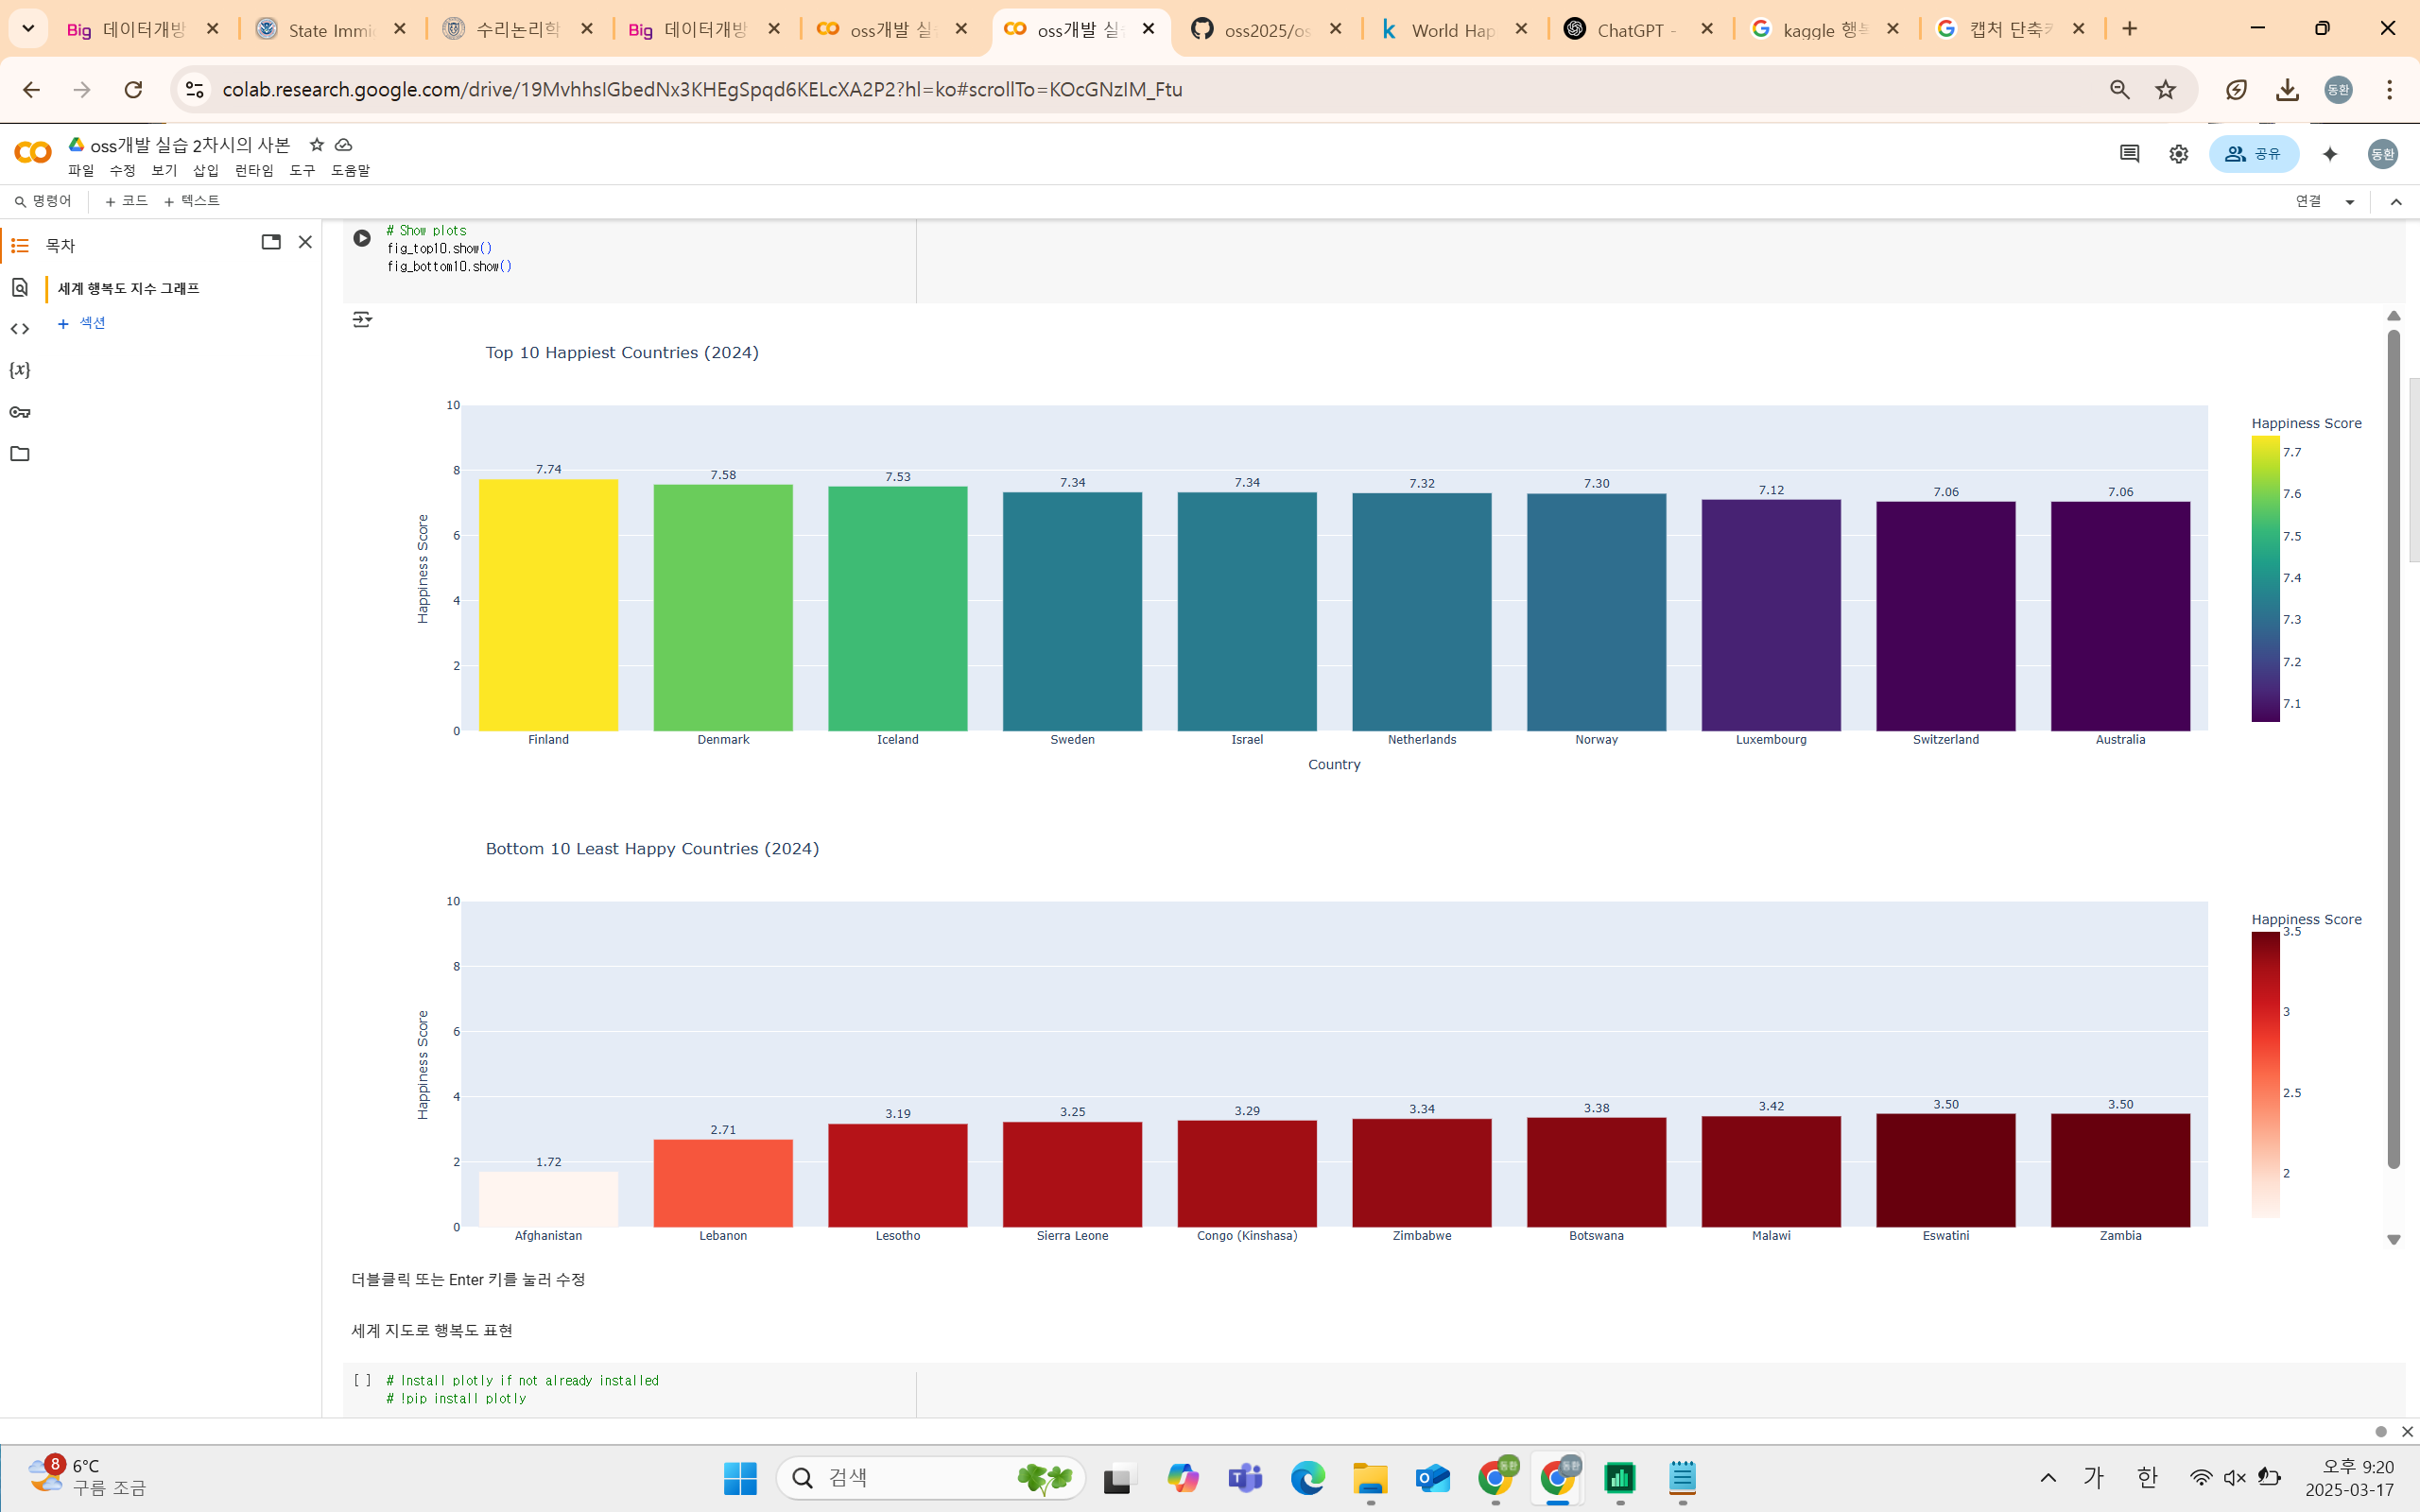 Big 데이터개방
State Immi
수리논리학
Big 데이터개방
oss개발 실
oss개발 실
oss2025/os
World Hap
ChatGPT -
kaggle 행
캡처 단축
colab.research.google.com/drive/19MvhhsIGbedNx3KHEgSpqd6KELcXA2P2?hl=ko#scrollTo=KOcGNzIM_Ftu
동환
oss개발 실습 2차시의 사본
파일 수정 보기 삽입 런타임 도구 도움말
공유
동환
명령어 + 코드 + 텍스트
연결
목차
세계 행복도 지수 그래프
+ 섹션
{x}
# Show plots
fig_top10.show()
fig_bottom10.show()
Top 10 Happiest Countries (2024)
Happiness Score
10
8
6
4
2
0
7.74 7.58 7.53 7.34 7.34 7.32 7.30 7.12 7.06 7.06
Finland Denmark Iceland Sweden Israel Netherlands Norway Luxembourg Switzerland Australia
Country
Happiness Score
7.7
7.6
7.5
7.4
7.3
7.2
7.1
Bottom 10 Least Happy Countries (2024)
Happiness Score
10
8
6
4
2
0
1.72 2.71 3.19 3.25 3.29 3.34 3.38 3.42 3.50 3.50
Afghanistan Lebanon Lesotho Sierra Leone Congo (Kinshasa) Zimbabwe Botswana Malawi Eswatini Zambia
Happiness Score
3.5
3
2.5
2
더블클릭 또는 Enter 키를 눌러 수정
세계 지도로 행복도 표현
[ ] # Install plotly if not already installed
# !pip install plotly
8
6°C
구름 조금
검색
동환
동환
가
한
오후 9:20
2025-03-17